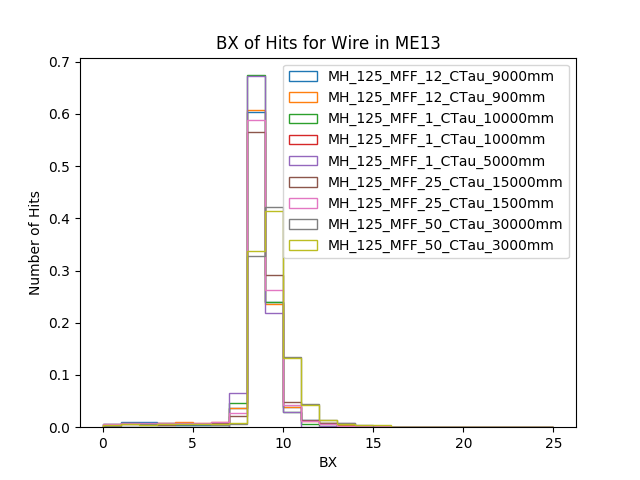 BX of Hits for Wire in ME13
0.7
0.6
0.5
0.4
0.3
0.2
0.1
0.0
Number of Hits
MH_125_MFF_12_CTau_9000mm
MH_125_MFF_12_CTau_900mm
MH_125_MFF_1_CTau_10000mm
MH_125_MFF_1_CTau_1000mm
MH_125_MFF_1_CTau_5000mm
MH_125_MFF_25_CTau_15000mm
MH_125_MFF_25_CTau_1500mm
MH_125_MFF_50_CTau_30000mm
MH_125_MFF_50_CTau_3000mm
0 5 10 15 20 25
BX